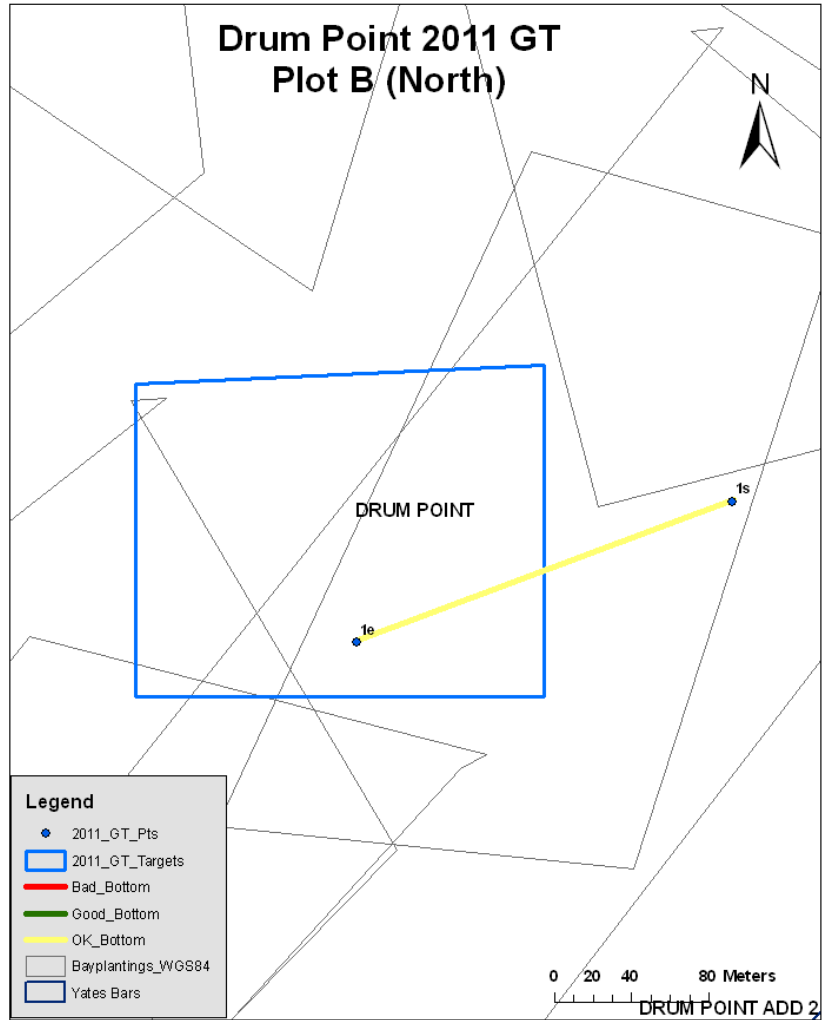 Drum Point 2011 GT
Plot B (North)
N
1s
DRUM POINT
1e
Legend
2011_GT_Pts
2011_GT_Targets
Bad_Bottom
Good_Bottom
OK_Bottom
Bayplantings_WGS84
Yates Bars
0 20 40 80 Meters
DRUM POINT ADD 2